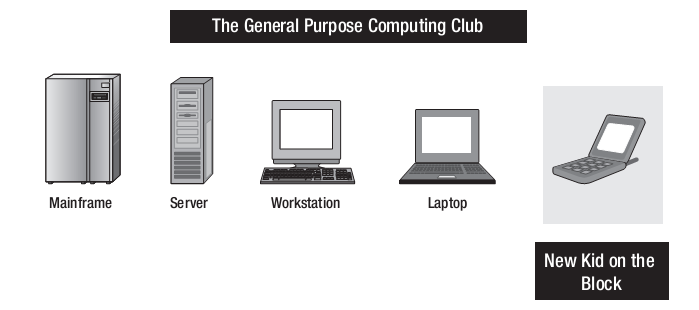 The General Purpose Computing Club
Mainframe
Server
Workstation
Laptop
New Kid on the
Block